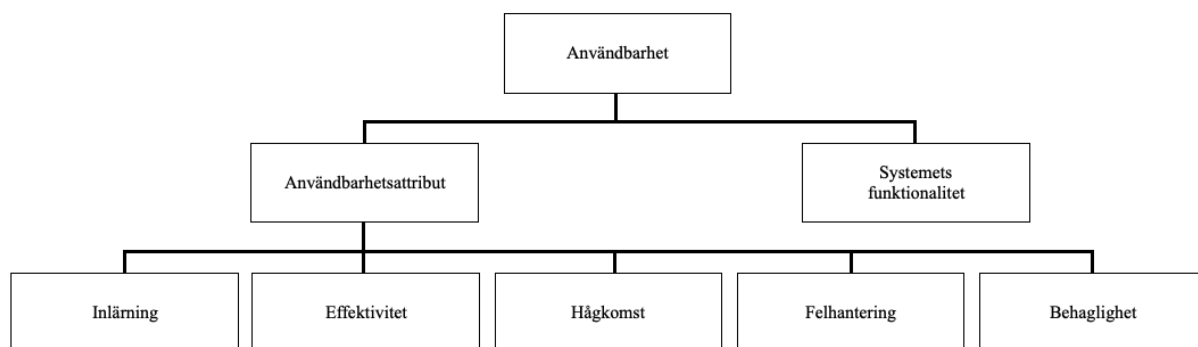 Användbarhet
Användbarhetsattribut
Systemets
funktionalitet
Inlärning
Effektivitet
Hågkomst
Felhantering
Behaglighet